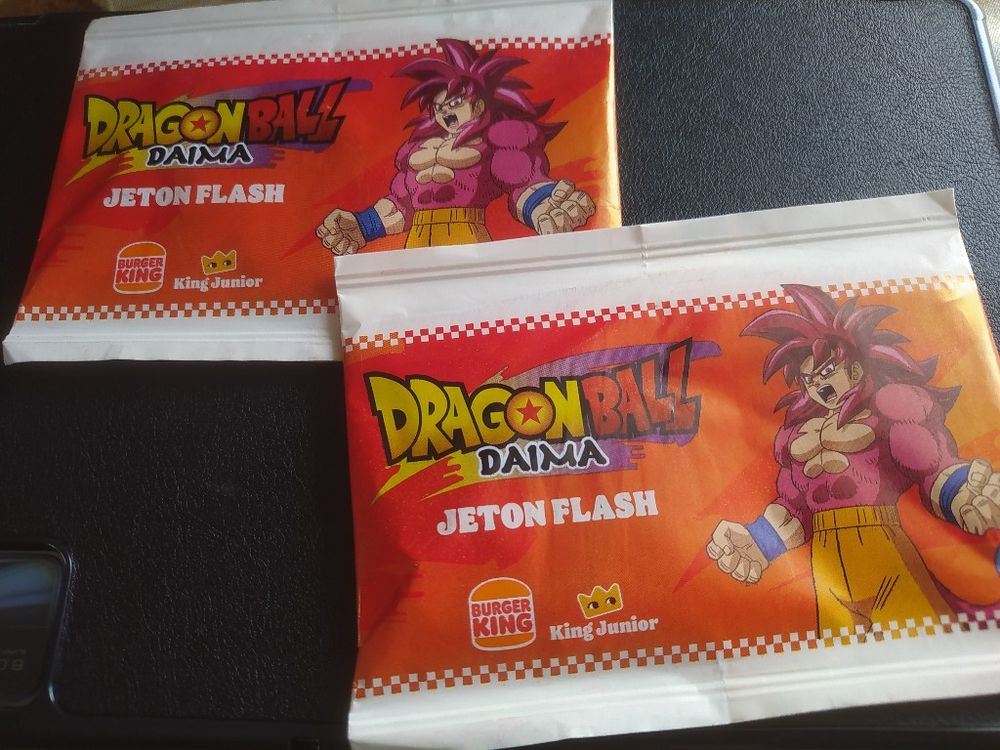 DRAGON BALL
DAIMA
JETON FLASH
BURGER
KING
King Junior
DRAGON BALL
DAIMA
JETON FLASH
BURGER
KING
King Junior